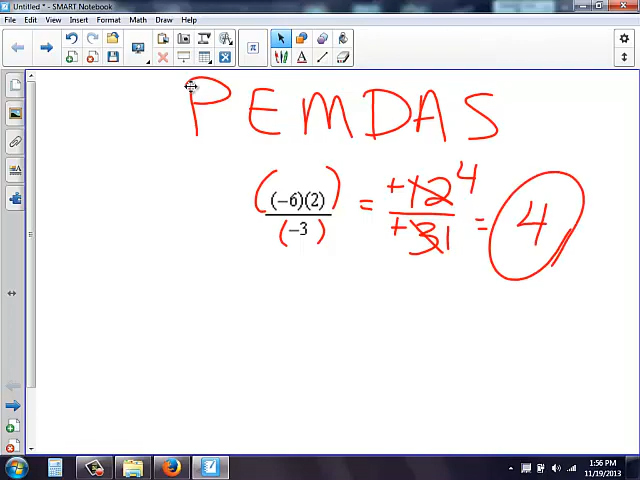 Untitled * - SMART Notebook
File Edit View Insert Format Math Draw Help
PEMDAS
((-6)(2)) / (-3) = +12 4 / +3 1 = 4
1:56 PM
11/19/2013